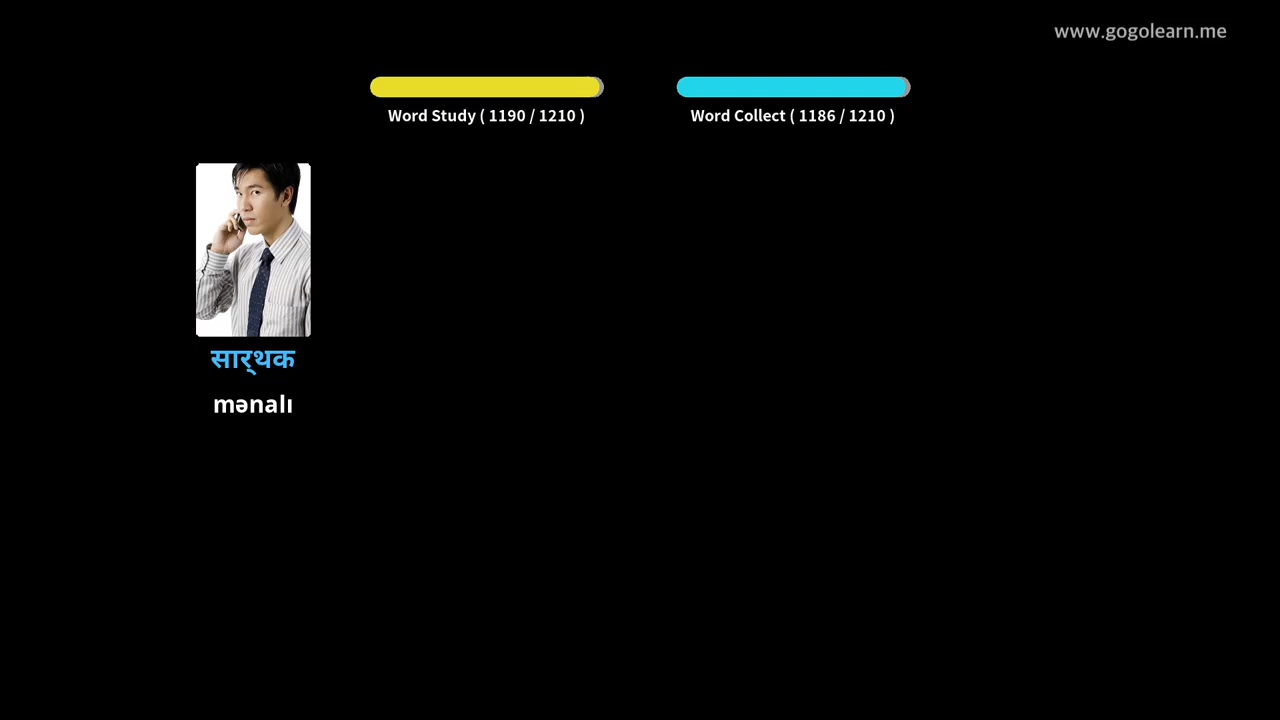 www.gogolearn.me
Word Study ( 1190 / 1210 )
Word Collect ( 1186 / 1210 )
सार्‌थक
mənalı